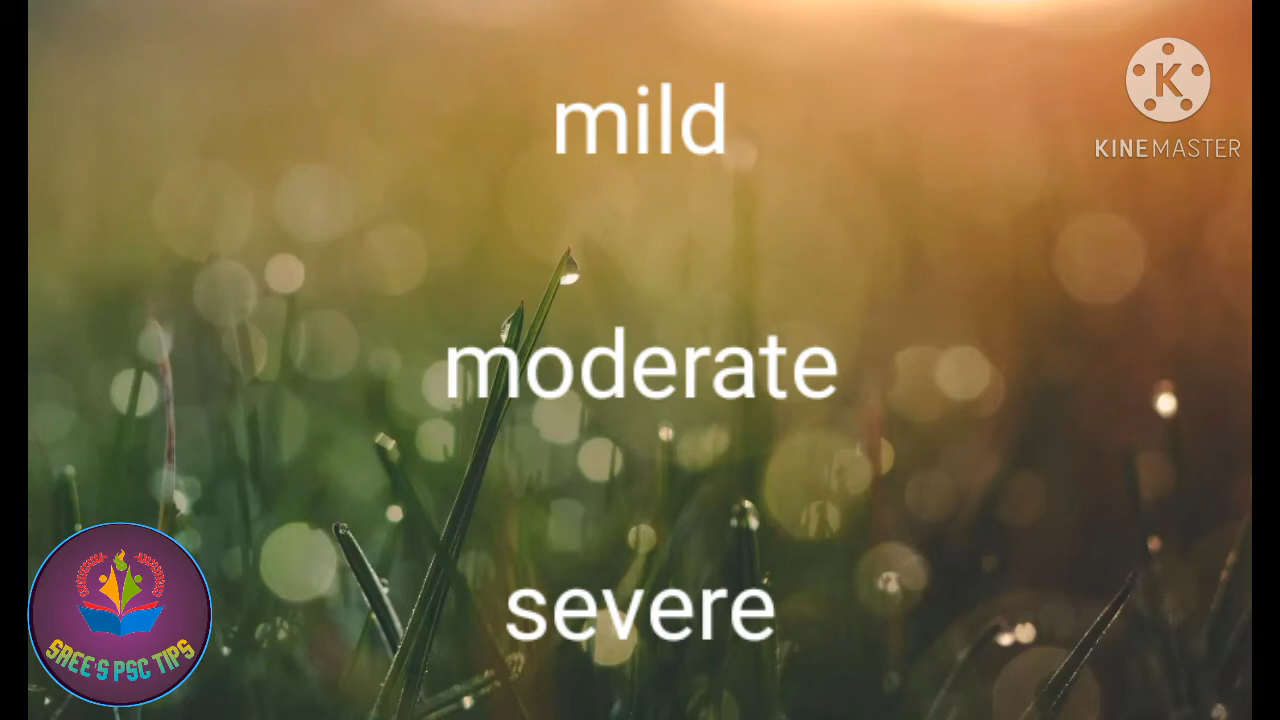 mild
KINEMASTER
moderate
severe
SREE'S PSC TIPS